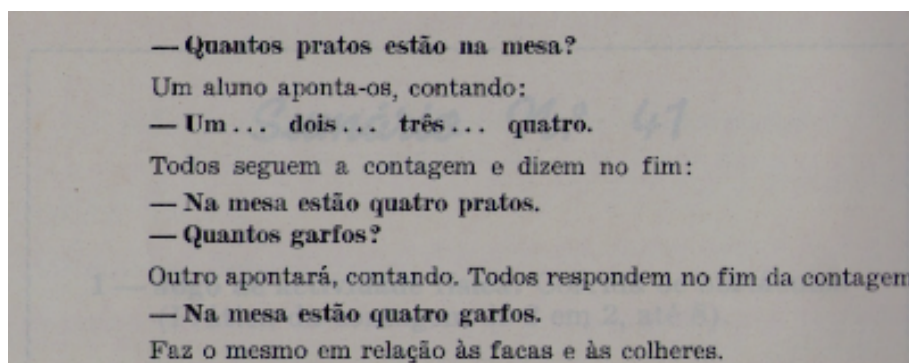 — Quantos pratos estão na mesa?
Um aluno aponta-os, contando:
— Um... dois... três... quatro.
Todos seguem a contagem e dizem no fim:
— Na mesa estão quatro pratos.
— Quantos garfos?
Outro apontará, contando. Todos respondem no fim da contagem
— Na mesa estão quatro garfos.
Faz o mesmo em relação às facas e às colheres.